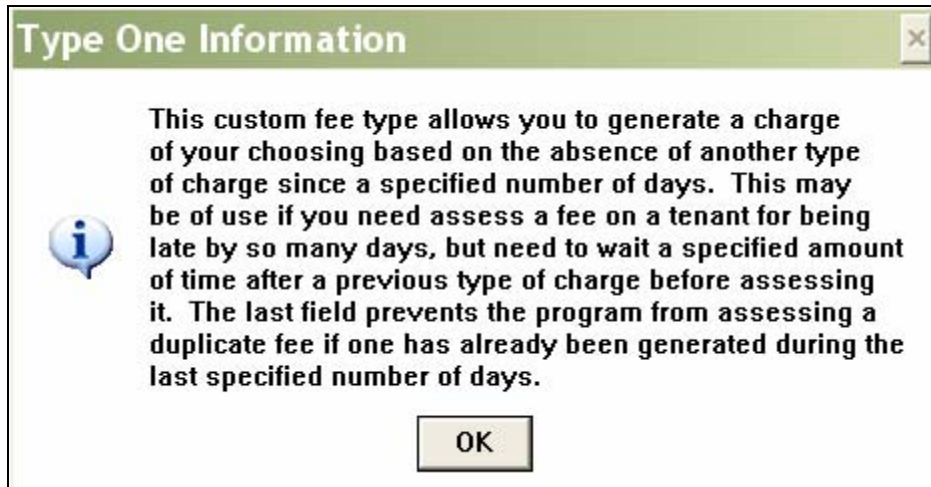 Type One Information
This custom fee type allows you to generate a charge
of your choosing based on the absence of another type
of charge since a specified number of days.  This may
be of use if you need assess a fee on a tenant for being
late by so many days, but need to wait a specified amount
of time after a previous type of charge before assessing
it.  The last field prevents the program from assessing a
duplicate fee if one has already been generated during the
last specified number of days.
OK